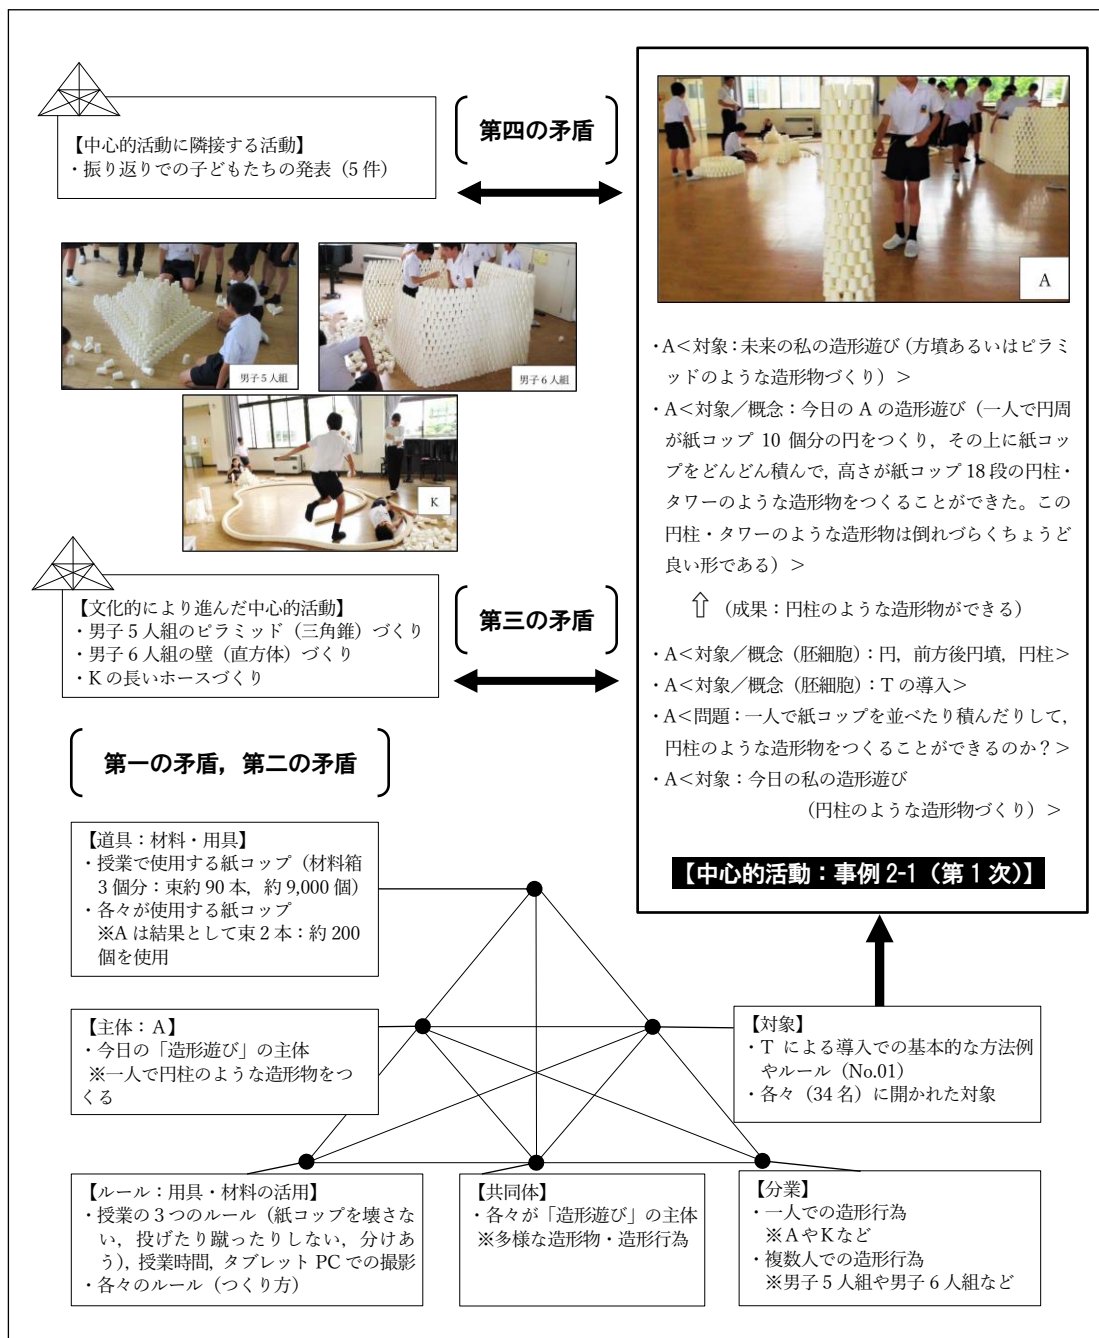 【中心的活動に隣接する活動】
・振り返りでの子どもたちの発表（5 件）
第四の矛盾
A
男子 5 人組
男子 6 人組
K
【文化的により進んだ中心的活動】
・男子 5 人組のピラミッド（三角錐）づくり
・男子 6 人組の壁（直方体）づくり
・K の長いホースづくり
第三の矛盾
・A＜対象：未来の私の造形遊び（方墳あるいはピラミ
ッドのような造形物づくり）＞
・A＜対象／概念：今日の A の造形遊び（一人で円周
が紙コップ 10 個分の円をつくり，その上に紙コッ
プをどんどん積んで，高さが紙コップ 18 段の円柱・
タワーのような造形物をつくることができた。この
円柱・タワーのような造形物は倒れづらくちょうど
良い形である）＞
⇧（成果：円柱のような造形物ができる）
・A＜対象／概念（胚細胞）：円，前方後円墳，円柱＞
・A＜対象／概念（胚細胞）：T の導入＞
・A＜問題：一人で紙コップを並べたり積んだりして，
円柱のような造形物をつくることができるのか？＞
・A＜対象：今日の私の造形遊び
（円柱のような造形物づくり）＞
【中心的活動：事例 2-1（第 1 次）】
第一の矛盾，第二の矛盾
【道具：材料・用具】
・授業で使用する紙コップ（材料箱
3 個分：束約 90 本，約 9,000 個）
・各々が使用する紙コップ
※A は結果として束 2 本：約 200
個を使用
【主体：A】
・今日の「造形遊び」の主体
※一人で円柱のような造形物をつ
くる
【対象】
・T による導入での基本的な方法例
やルール（No.01）
・各々（34 名）に開かれた対象
【ルール：用具・材料の活用】
・授業の 3 つのルール（紙コップを壊さな
い，投げたり蹴ったりしない，分けあ
う），授業時間，タブレット PC での撮影
・各々のルール（つくり方）
【共同体】
・各々が「造形遊び」の主体
※多様な造形物・造形行為
【分業】
・一人での造形行為
※A や K など
・複数人での造形行為
※男子 5 人組や男子 6 人組など